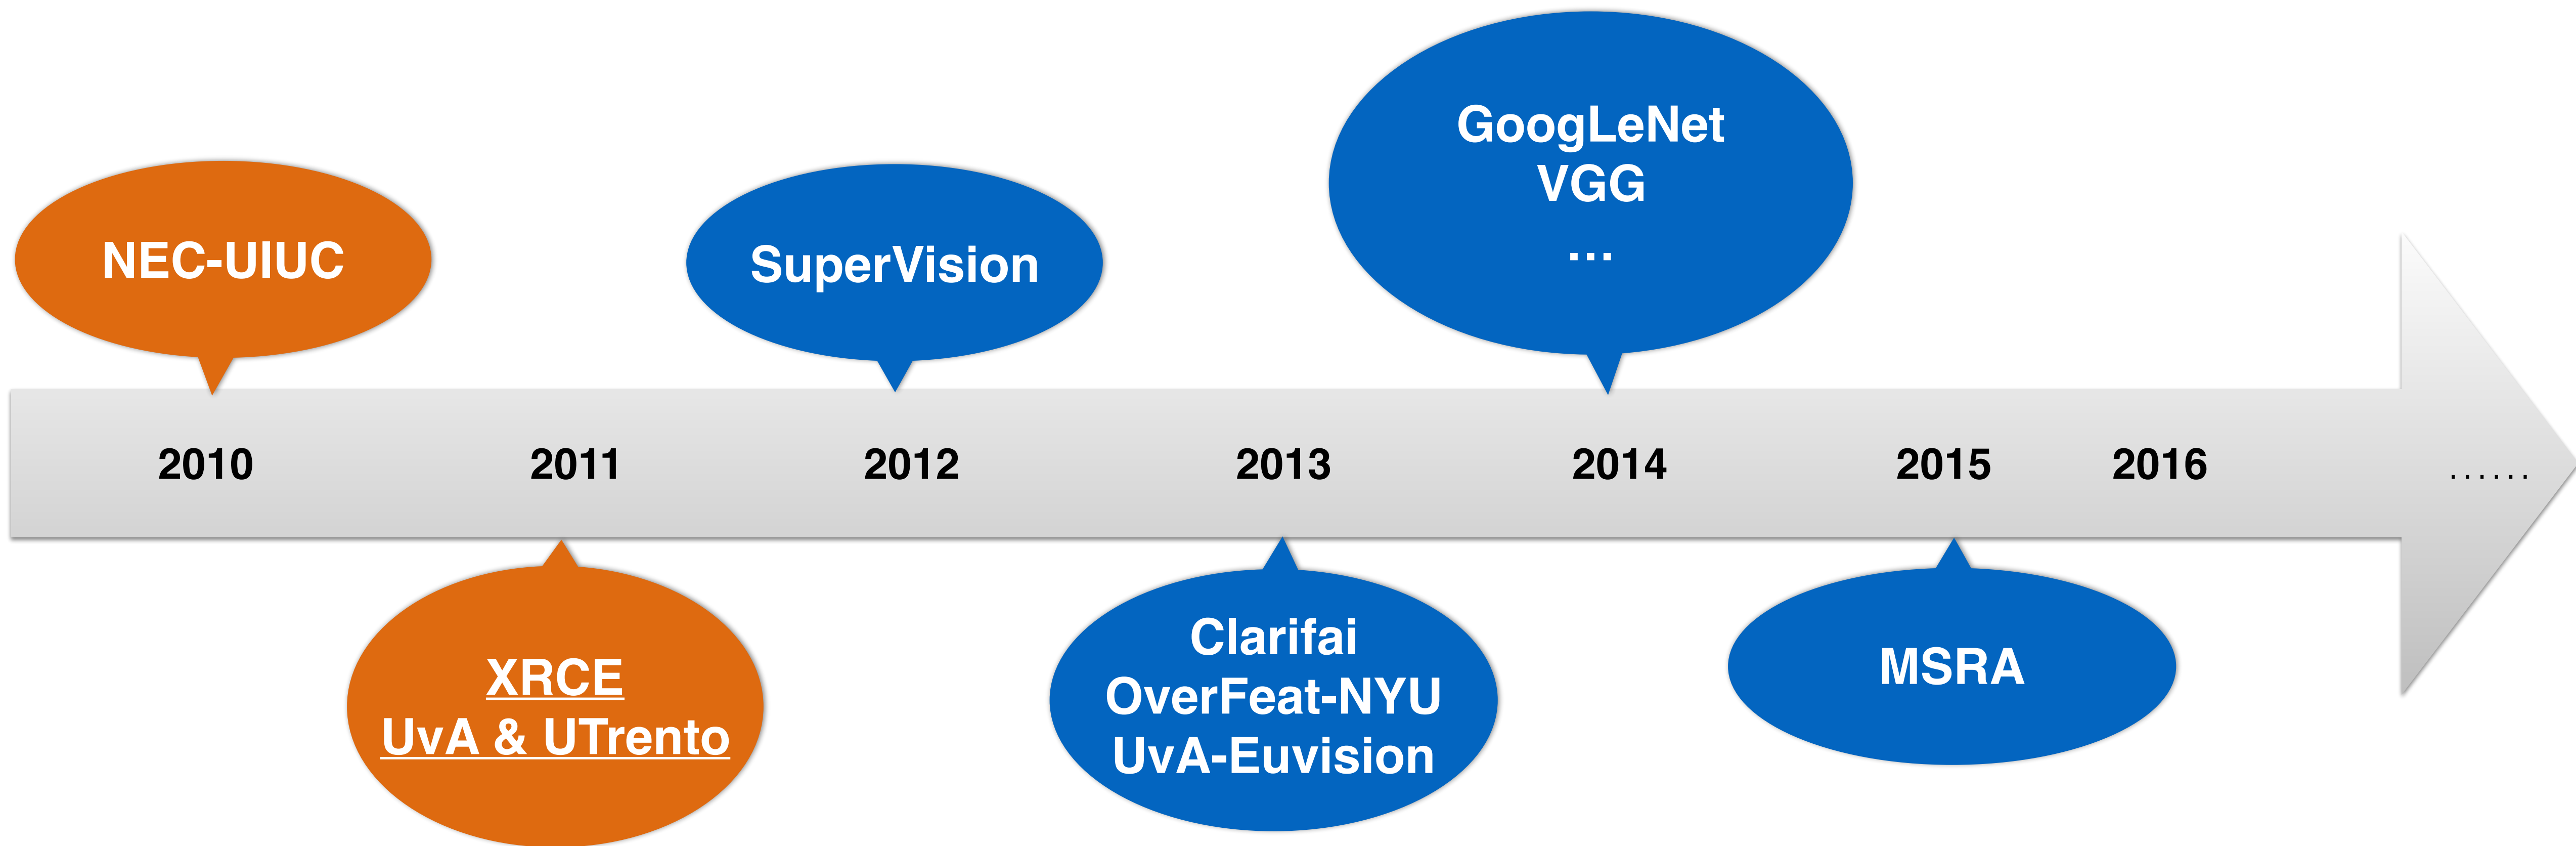 GoogLeNet
VGG
...
NEC-UIUC
SuperVision
2010 2011 2012 2013 2014 2015 2016 ......
XRCE
UvA & UTrento
Clarifai
OverFeat-NYU
UvA-Euvision
MSRA